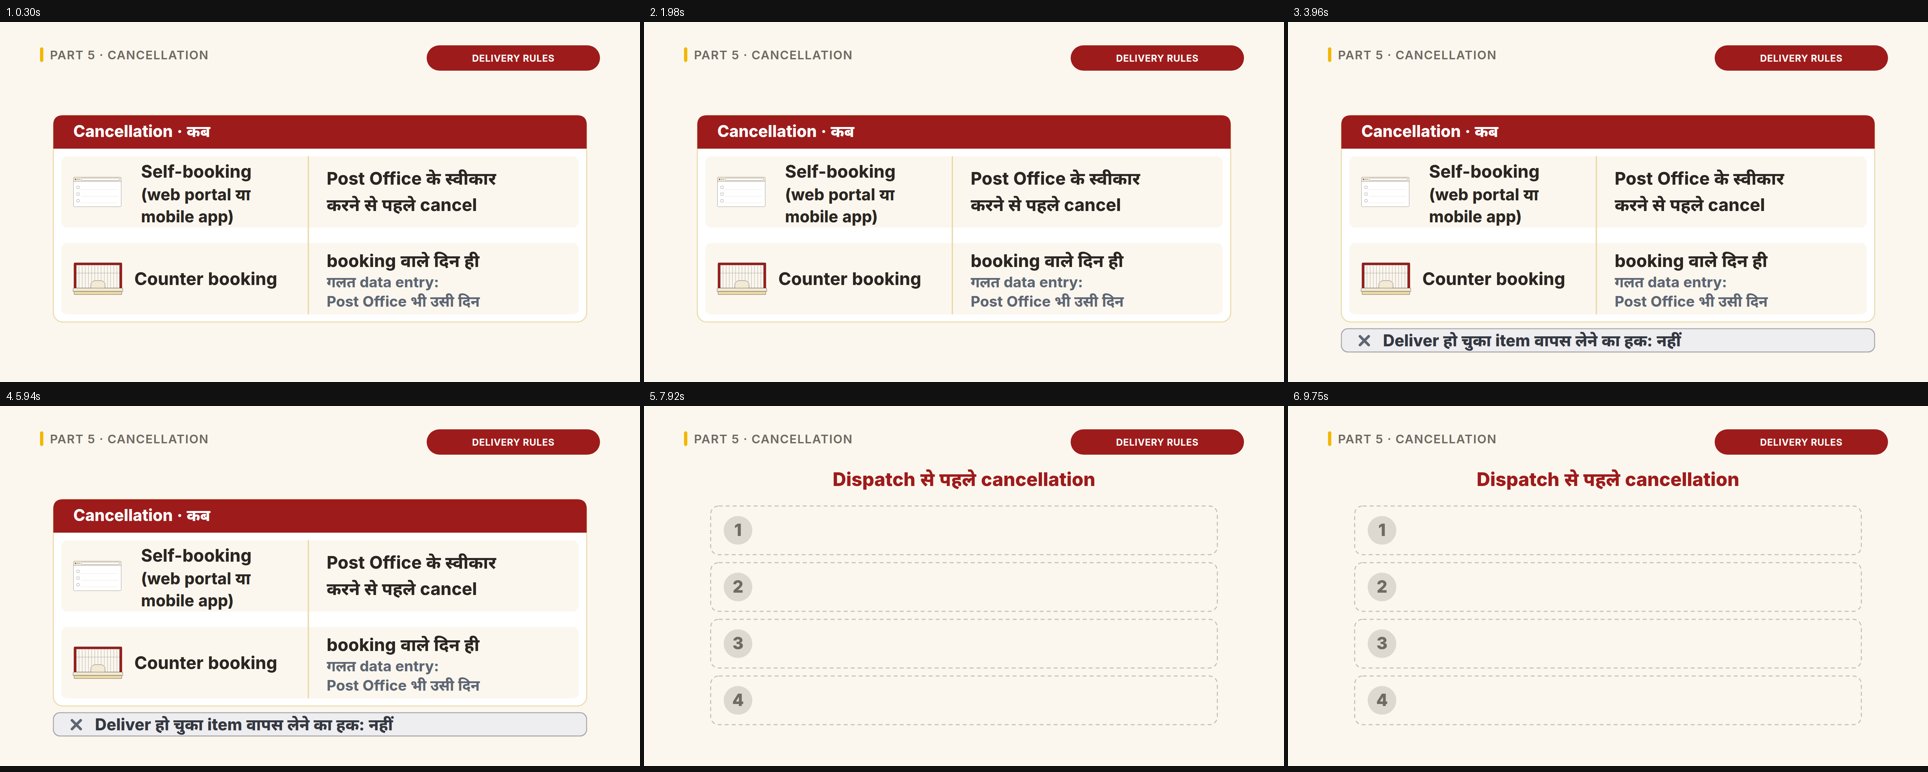 1. 0.30s
PART 5 · CANCELLATION
DELIVERY RULES
Cancellation · कब
Self-booking
(web portal या
mobile app)
Post Office के स्वीकार
करने से पहले cancel
Counter booking
booking वाले दिन ही
गलत data entry:
Post Office भी उसी दिन
2. 1.98s
PART 5 · CANCELLATION
DELIVERY RULES
Cancellation · कब
Self-booking
(web portal या
mobile app)
Post Office के स्वीकार
करने से पहले cancel
Counter booking
booking वाले दिन ही
गलत data entry:
Post Office भी उसी दिन
3. 3.96s
PART 5 · CANCELLATION
DELIVERY RULES
Cancellation · कब
Self-booking
(web portal या
mobile app)
Post Office के स्वीकार
करने से पहले cancel
Counter booking
booking वाले दिन ही
गलत data entry:
Post Office भी उसी दिन
✕ Deliver हो चुका item वापस लेने का हक: नहीं
4. 5.94s
PART 5 · CANCELLATION
DELIVERY RULES
Cancellation · कब
Self-booking
(web portal या
mobile app)
Post Office के स्वीकार
करने से पहले cancel
Counter booking
booking वाले दिन ही
गलत data entry:
Post Office भी उसी दिन
✕ Deliver हो चुका item वापस लेने का हक: नहीं
5. 7.92s
PART 5 · CANCELLATION
DELIVERY RULES
Dispatch से पहले cancellation
1
2
3
4
6. 9.75s
PART 5 · CANCELLATION
DELIVERY RULES
Dispatch से पहले cancellation
1
2
3
4